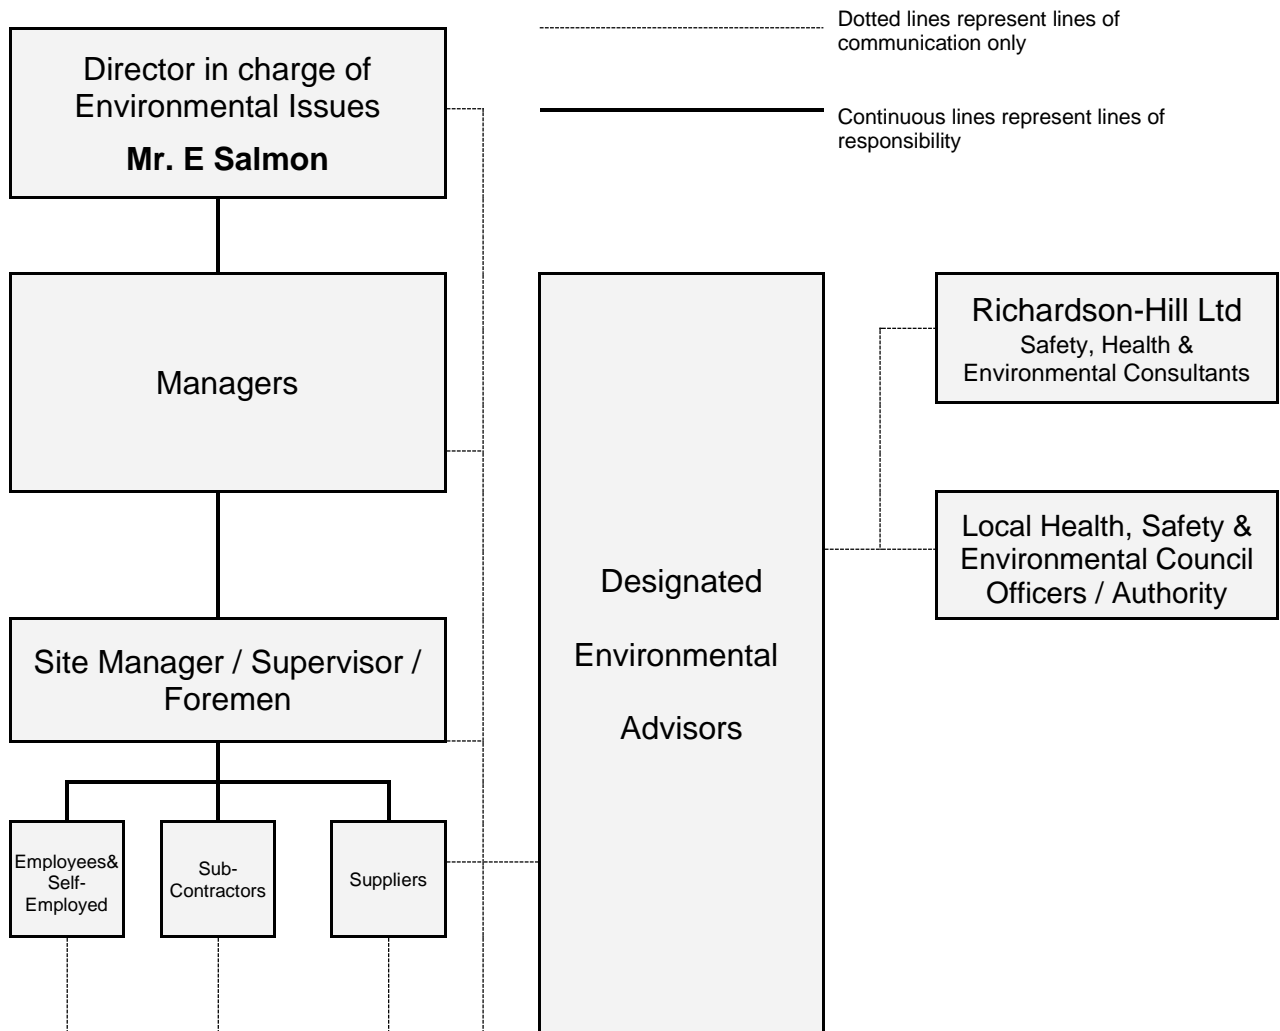 Dotted lines represent lines of
communication only
Continuous lines represent lines of
responsibility
Director in charge of
Environmental Issues
Mr. E Salmon
Managers
Site Manager / Supervisor /
Foremen
Employees&
Self-
Employed
Sub-
Contractors
Suppliers
Designated
Environmental
Advisors
Richardson-Hill Ltd
Safety, Health &
Environmental Consultants
Local Health, Safety &
Environmental Council
Officers / Authority